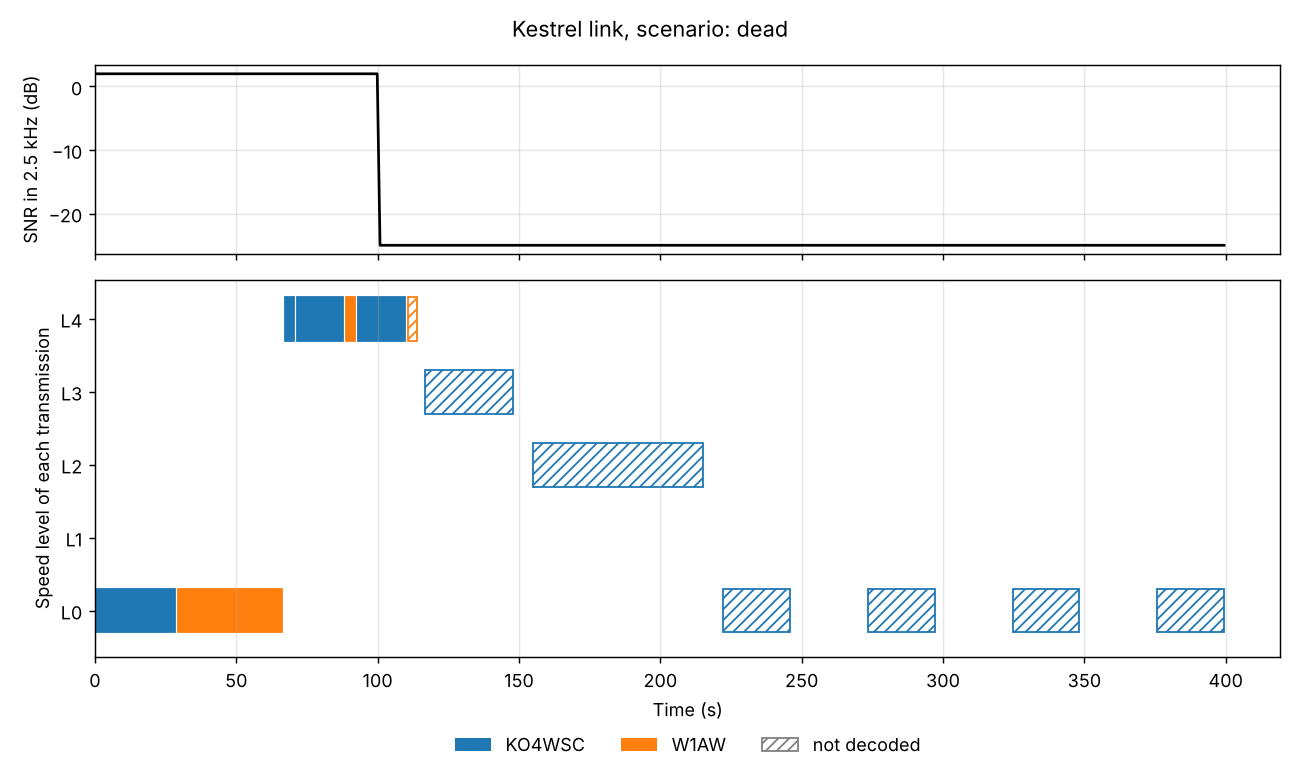 Kestrel link, scenario: dead
SNR in 2.5 kHz (dB)
0
−10
−20
Speed level of each transmission
L4
L3
L2
L1
L0
0 50 100 150 200 250 300 350 400
Time (s)
KO4WSC W1AW not decoded